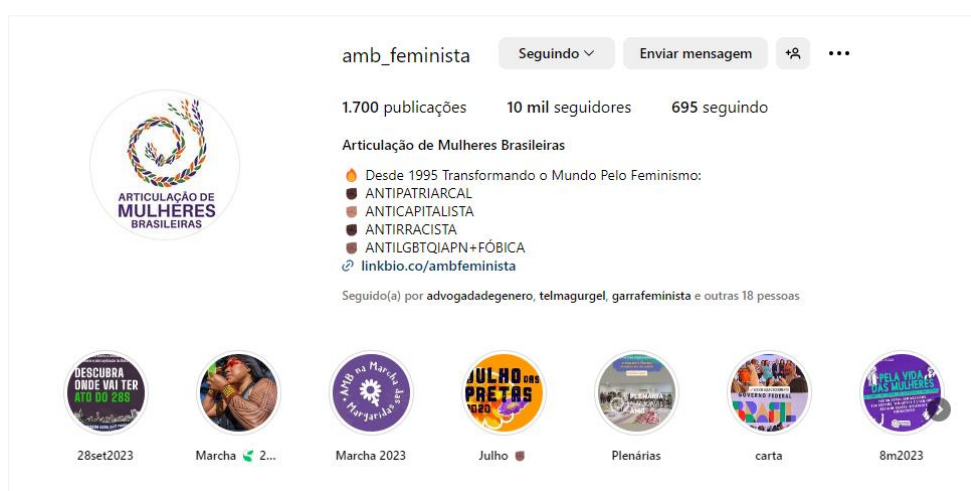 amb_feminista Seguindo Enviar mensagem
1.700 publicações 10 mil seguidores 695 seguindo
Articulação de Mulheres Brasileiras
🔥 Desde 1995 Transformando o Mundo Pelo Feminismo:
✊🏿 ANTIPATRIARCAL
✊🏽 ANTICAPITALISTA
✊🏿 ANTIRRACISTA
✊🏾 ANTILGBTQIAPN+FÓBICA
linkbio.co/ambfeminista
Seguido(a) por advogadadegenero, telmagurgel, garrafeminista e outras 18 pessoas
ARTICULAÇÃO DE
MULHERES
BRASILEIRAS
DESCUBRA
ONDE VAI TER
ATO DO 28S
AMB na Marcha das Margaridas
JULHO DAS
PRETAS
2020
PLENÁRIA
GOVERNO FEDERAL
BRASIL
PELA VIDA
DAS MULHERES
28set2023 Marcha 🌿 2... Marcha 2023 Julho ✊🏾 Plenárias carta 8m2023